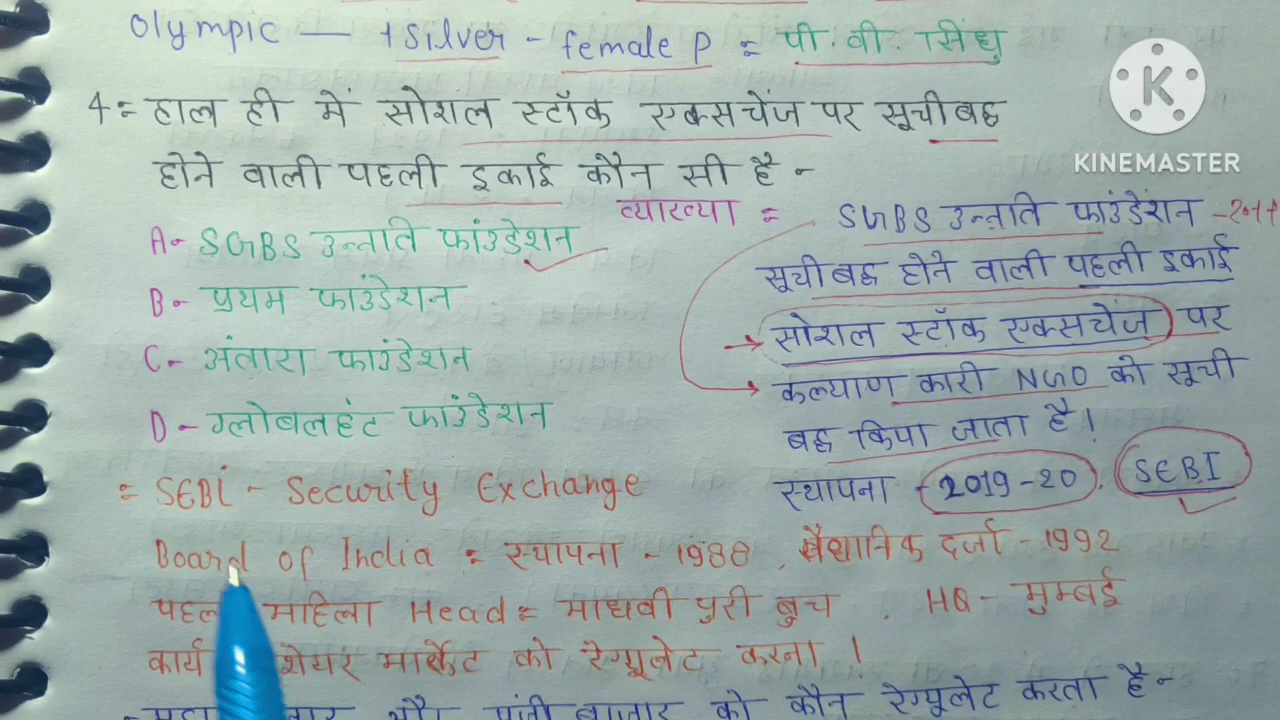 Olympic — 1 Silver - female P = पी. वी. सिंधु
4 = हाल ही में सोशल स्टॉक एक्सचेंज पर सूचीबद्ध
होने वाली पहली इकाई कौन सी है -
A - SGBS उन्नति फांउडेशन
B - प्रथम फाउंडेशन
C - अंतारा फाउंडेशन
D - ग्लोबलहंट फाउंडेशन
व्याख्या = SGBS उन्नति फांउडेशन -
सूचीबद्ध होने वाली पहली इकाई
सोशल स्टॉक एक्सचेंज पर
कल्याण कारी NGO को सूची
बद्ध किया जाता है।
स्थापना - 2019-20. SEBI
= SEBI - Security Exchange
Board of India = स्थापना - 1988, वैधानिक दर्जा - 1992
महिला Head = माधवी पुरी बुच . HQ - मुम्बई
कार्य शेयर मार्केट को रेग्यूलेट करना।
को कौन रेग्यूलेट करता है -
KINEMASTER